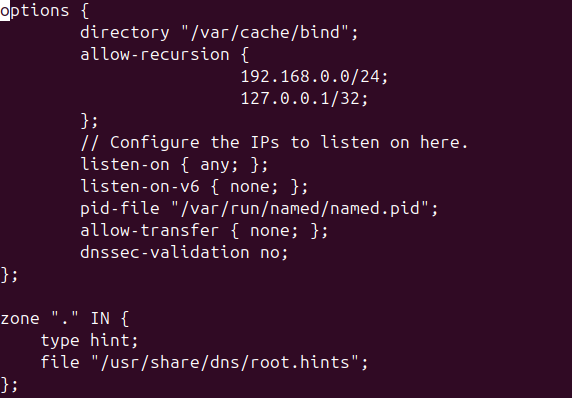 options {
        directory "/var/cache/bind";
        allow-recursion {
                        192.168.0.0/24;
                        127.0.0.1/32;
        };
        // Configure the IPs to listen on here.
        listen-on { any; };
        listen-on-v6 { none; };
        pid-file "/var/run/named/named.pid";
        allow-transfer { none; };
        dnssec-validation no;
};

zone "." IN {
    type hint;
    file "/usr/share/dns/root.hints";
};